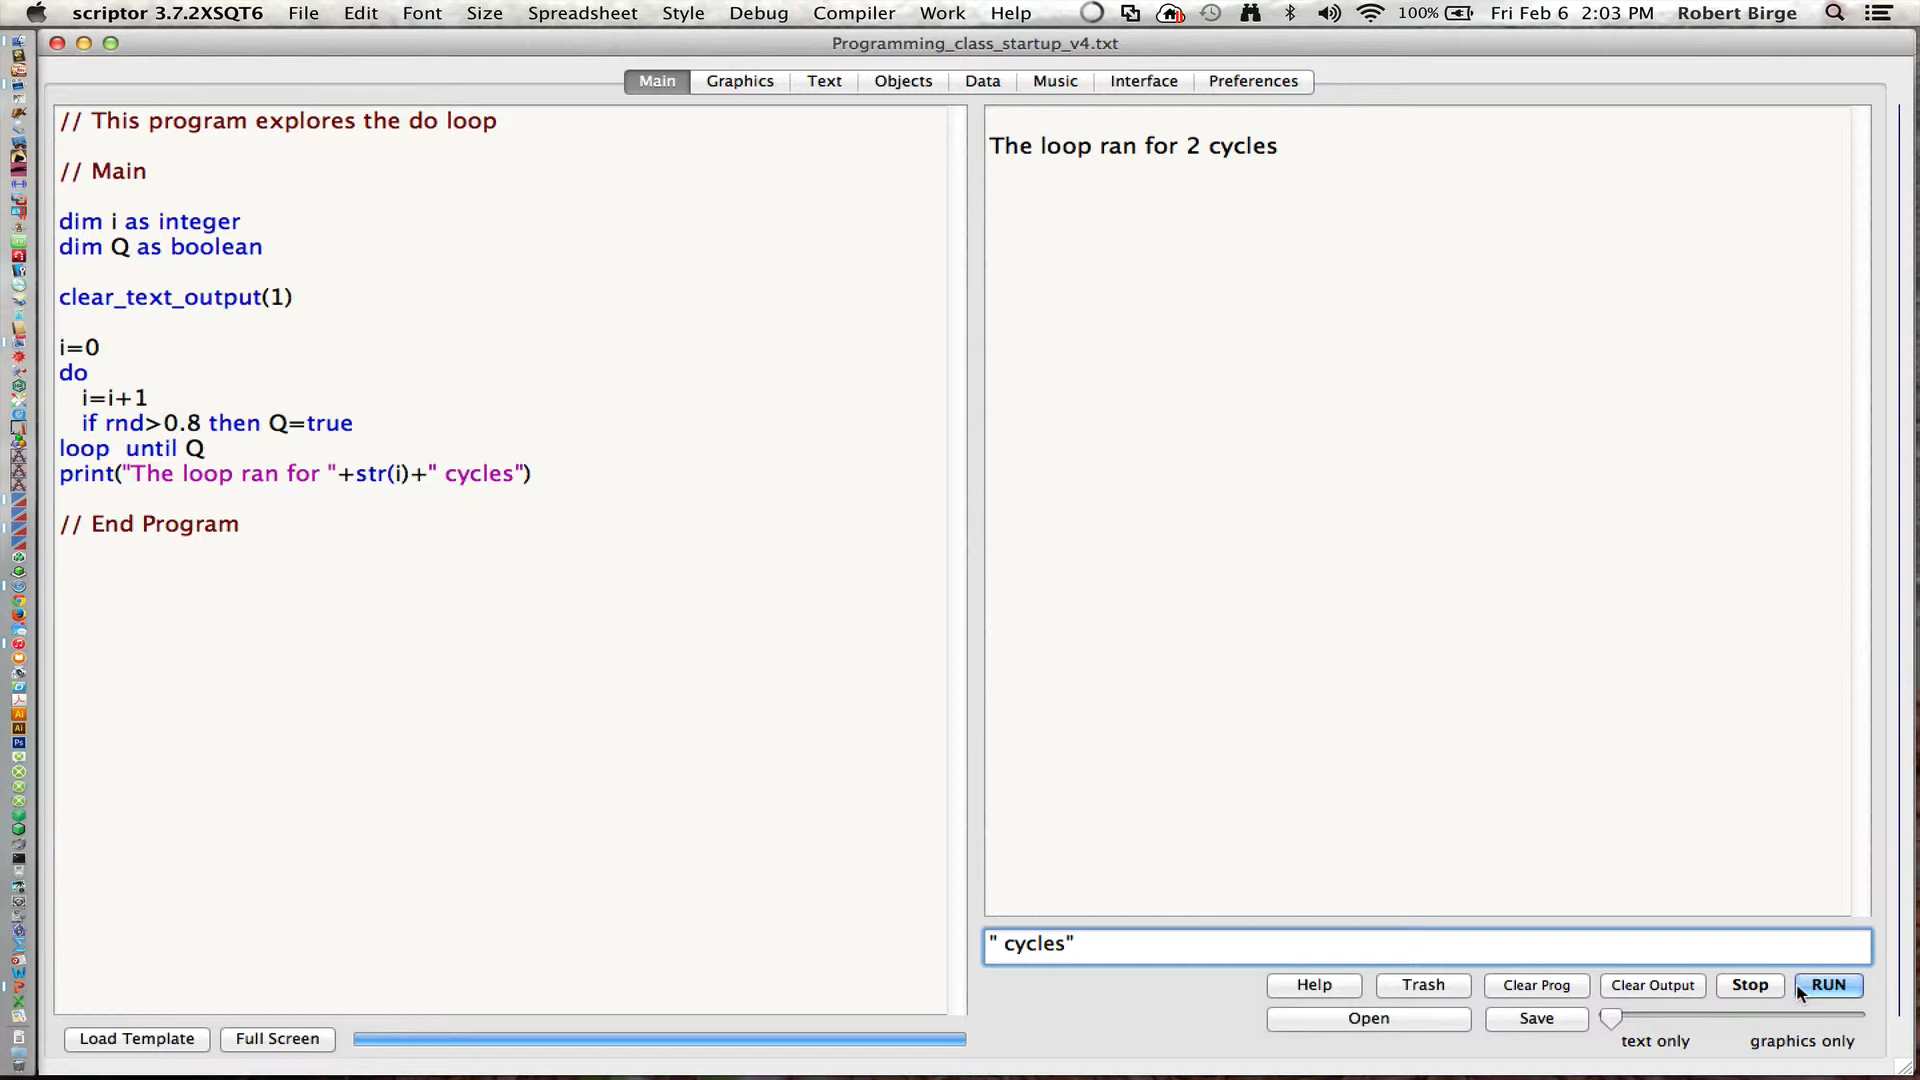 scriptor 3.7.2XSQT6 File Edit Font Size Spreadsheet Style Debug Compiler Work Help 100% Fri Feb 6 2:03 PM Robert Birge
Programming_class_startup_v4.txt
Main Graphics Text Objects Data Music Interface Preferences
// This program explores the do loop
// Main
dim i as integer
dim Q as boolean
clear_text_output(1)
i=0
do
i=i+1
if rnd>0.8 then Q=true
loop  until Q
print("The loop ran for "+str(i)+" cycles")
// End Program
The loop ran for 2 cycles
" cycles"
Help Trash Clear Prog Clear Output Stop RUN
Open Save
text only graphics only
Load Template Full Screen